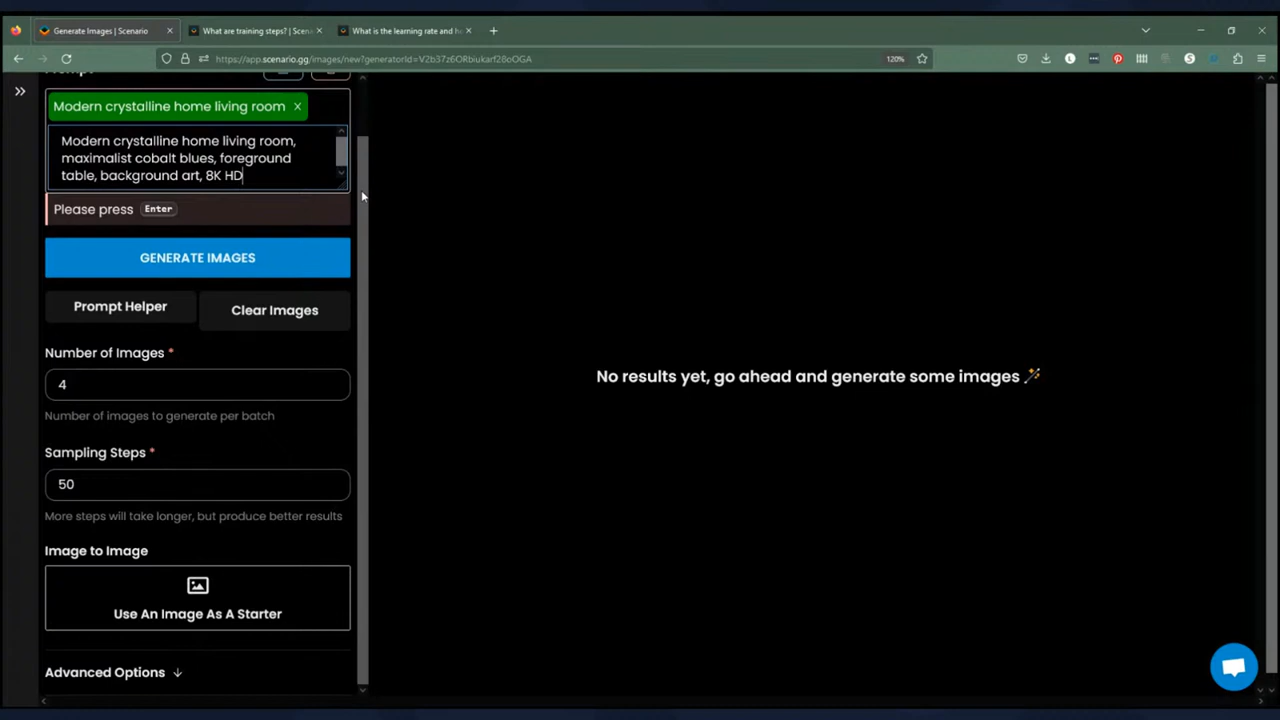 Generate Images | Scenario
What are training steps? | Scen
What is the learning rate and h
https://app.scenario.gg/images/new?generatorId=V2b37z6ORbiukarf28oOGA
120%
Modern crystalline home living room ×
Modern crystalline home living room,
maximalist cobalt blues, foreground
table, background art, 8K HD
Please press Enter
GENERATE IMAGES
Prompt Helper
Clear Images
Number of Images *
4
Number of images to generate per batch
Sampling Steps *
50
More steps will take longer, but produce better results
Image to Image
Use An Image As A Starter
Advanced Options ↓
No results yet, go ahead and generate some images 🪄